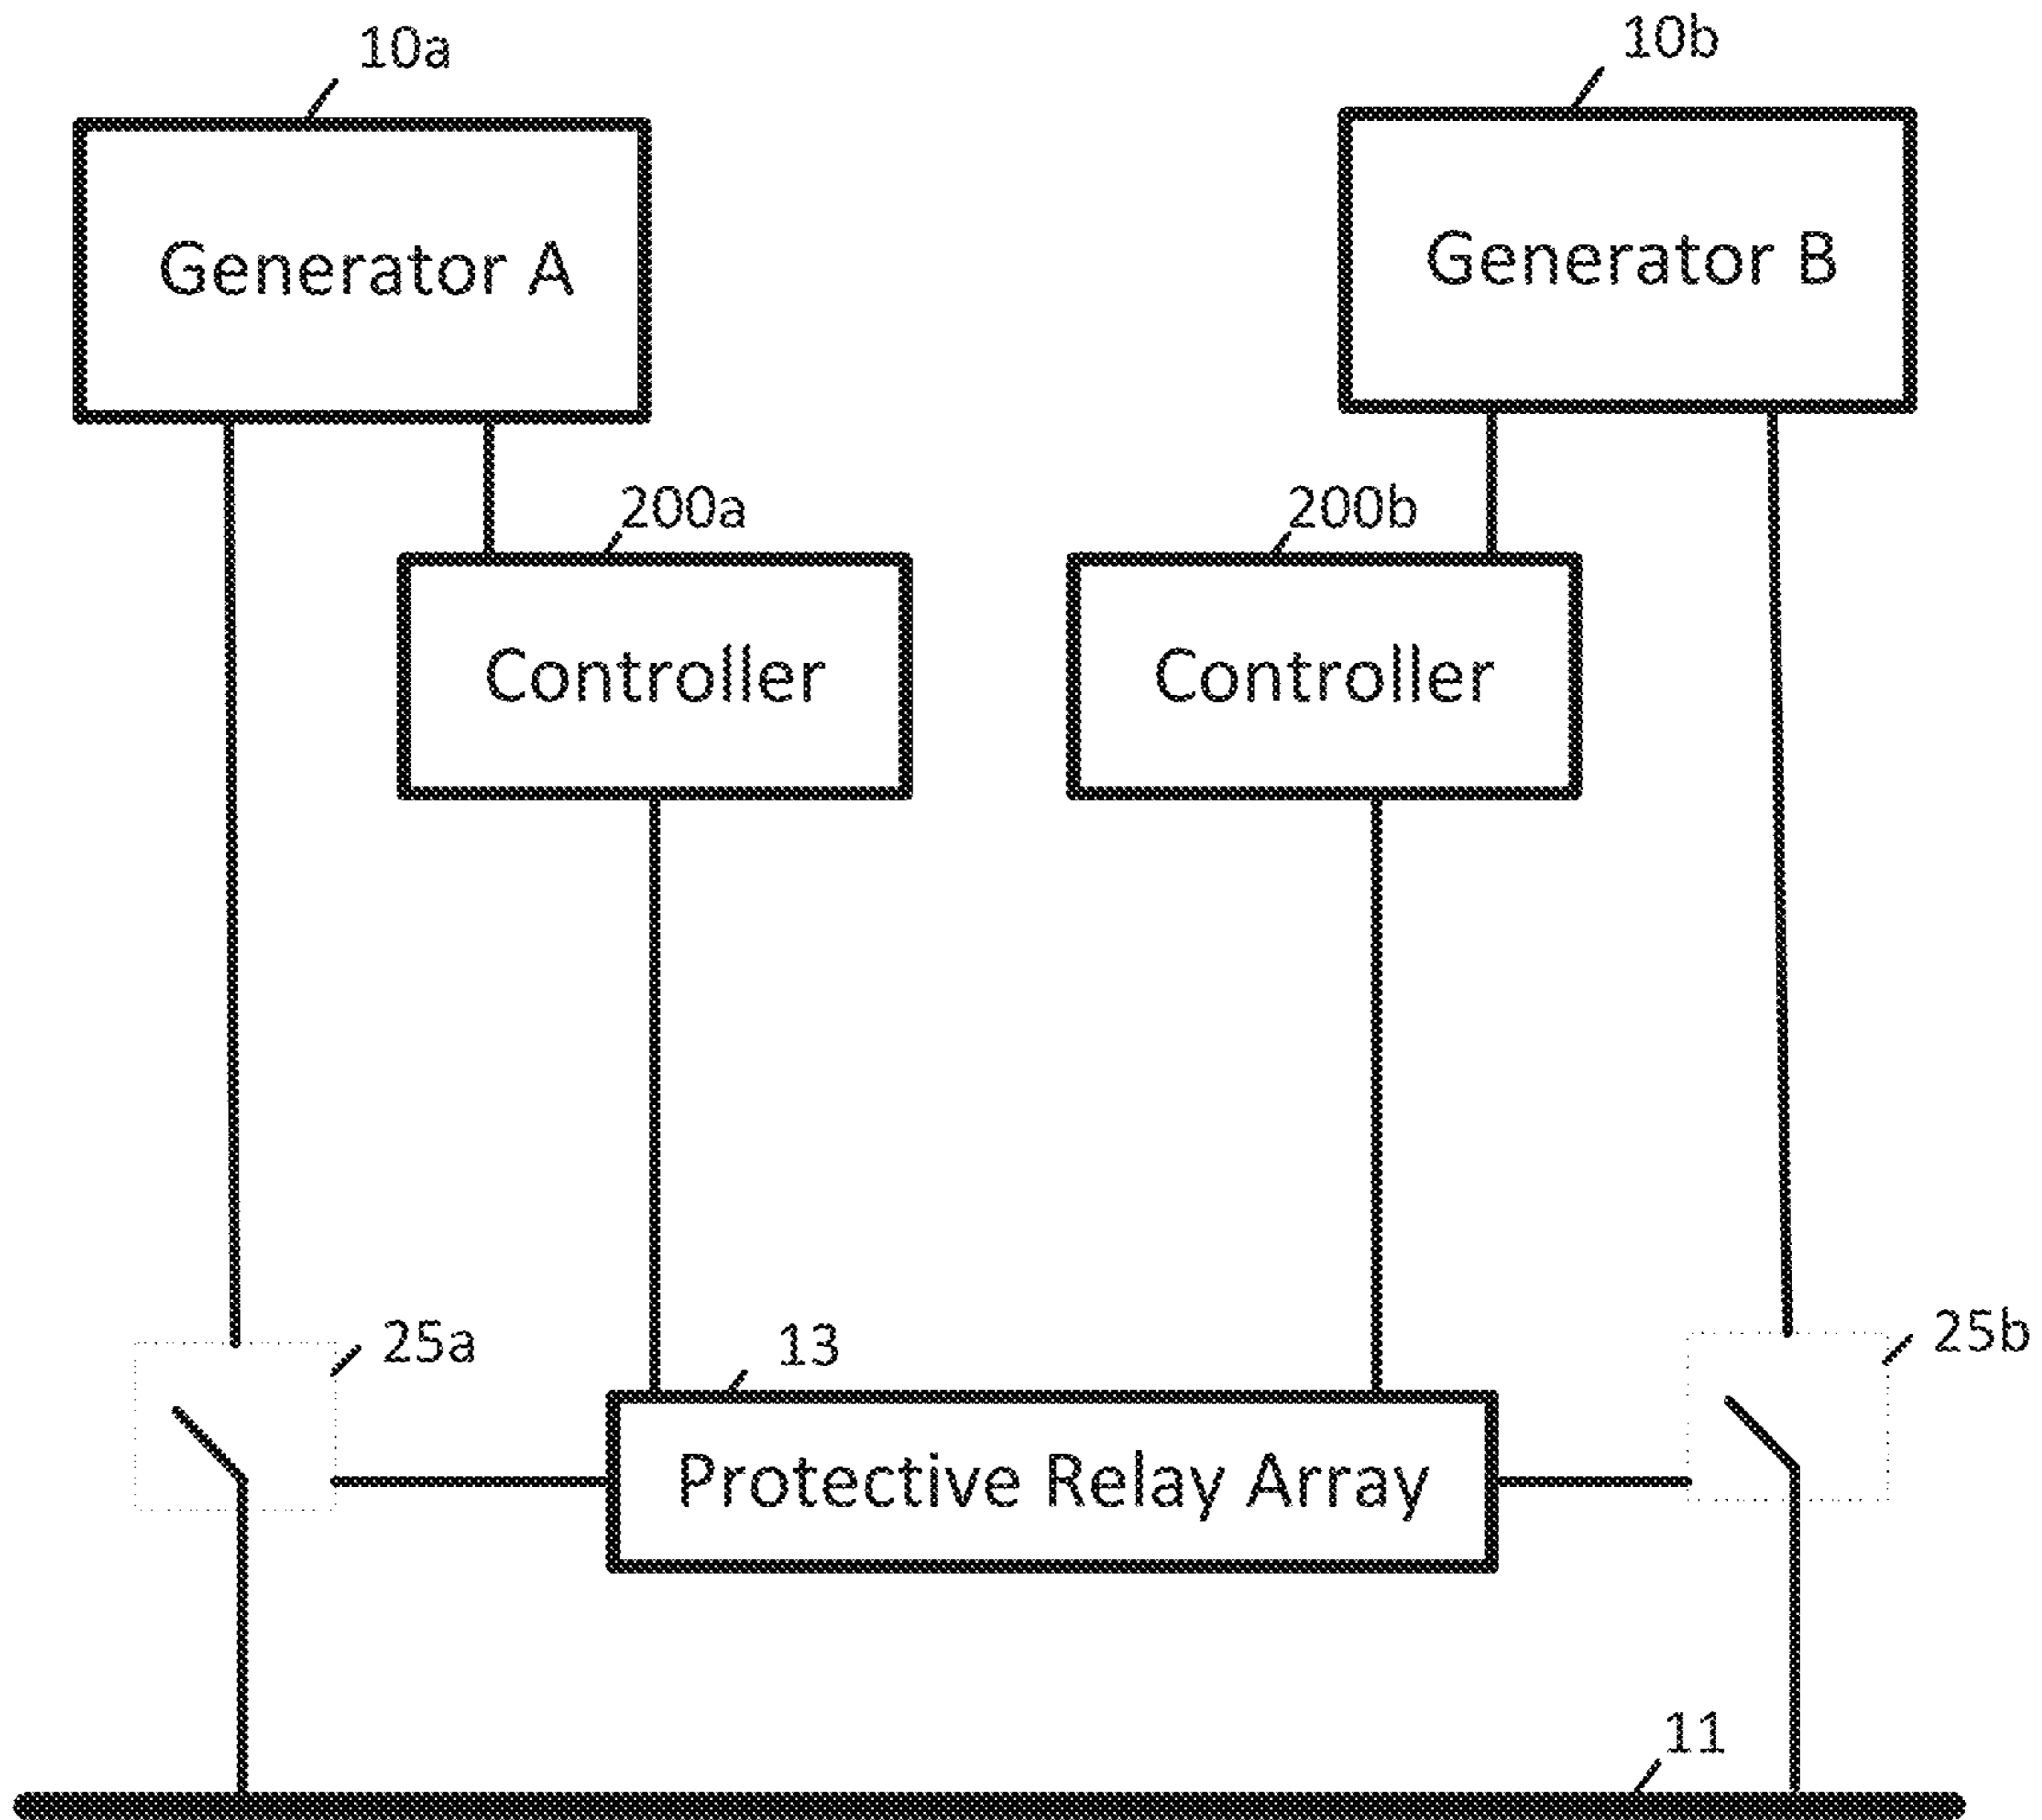 10a
10b
Generator A
Generator B
200a
200b
Controller
Controller
25a
13
25b
Protective Relay Array
11